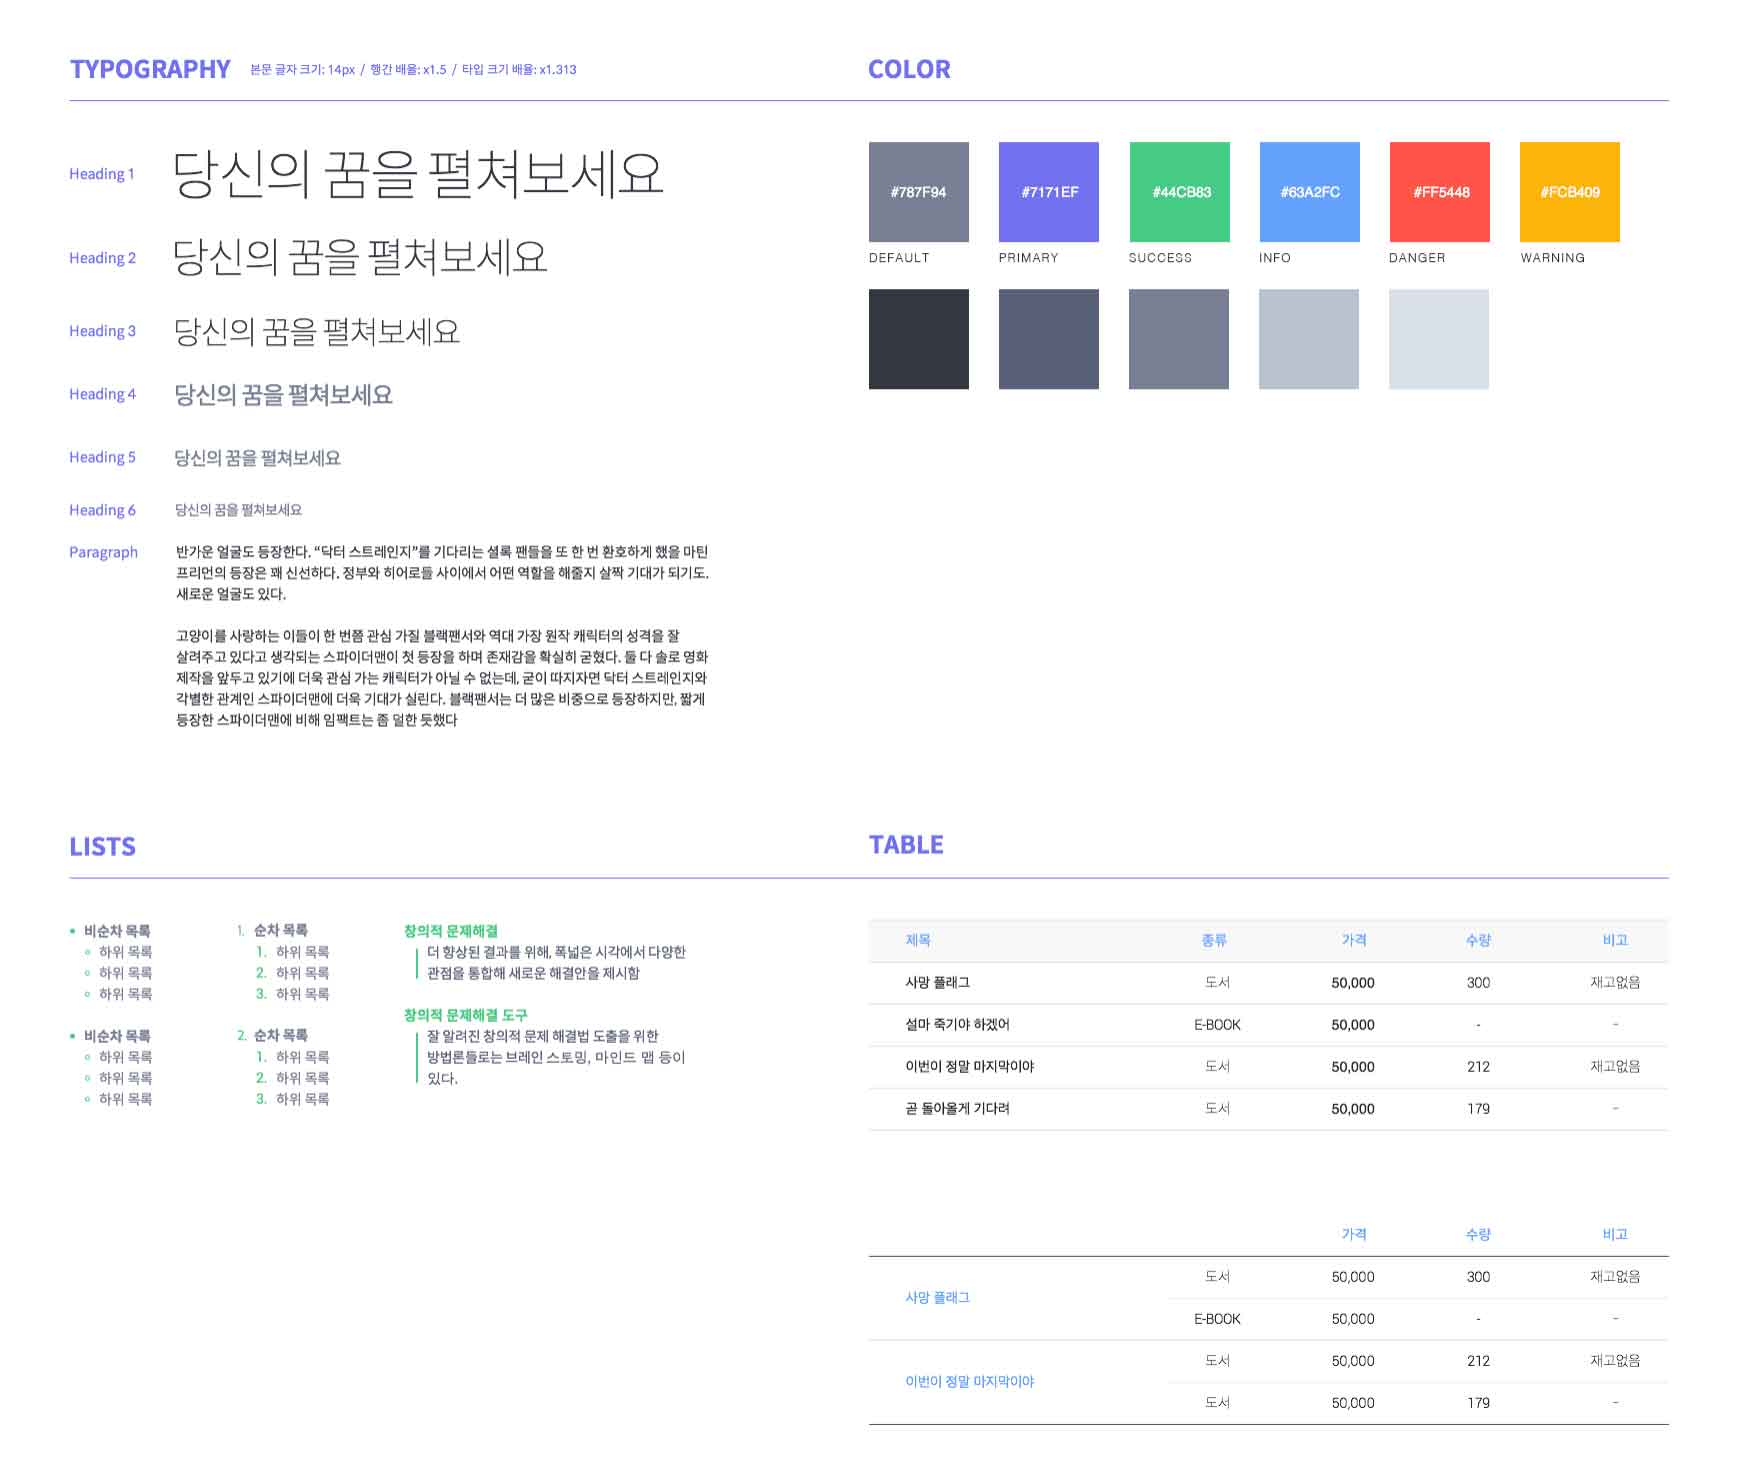 TYPOGRAPHY 본문 글자 크기: 14px / 행간 배율: x1.5 / 타입 크기 배율: x1.313
Heading 1 당신의 꿈을 펼쳐보세요
Heading 2 당신의 꿈을 펼쳐보세요
Heading 3 당신의 꿈을 펼쳐보세요
Heading 4 당신의 꿈을 펼쳐보세요
Heading 5 당신의 꿈을 펼쳐보세요
Heading 6 당신의 꿈을 펼쳐보세요
Paragraph 반가운 얼굴도 등장한다. “닥터 스트레인지”를 기다리는 셜록 팬들을 또 한 번 환호하게 했을 마틴
프리먼의 등장은 꽤 신선하다. 정부와 히어로들 사이에서 어떤 역할을 해줄지 살짝 기대가 되기도.
새로운 얼굴도 있다.
고양이를 사랑하는 이들이 한 번쯤 관심 가질 블랙팬서와 역대 가장 원작 캐릭터의 성격을 잘
살려주고 있다고 생각되는 스파이더맨이 첫 등장을 하며 존재감을 확실히 굳혔다. 둘 다 솔로 영화
제작을 앞두고 있기에 더욱 관심 가는 캐릭터가 아닐 수 없는데, 굳이 따지자면 닥터 스트레인지와
각별한 관계인 스파이더맨에 더욱 기대가 실린다. 블랙팬서는 더 많은 비중으로 등장하지만, 짧게
등장한 스파이더맨에 비해 임팩트는 좀 덜한 듯했다
COLOR
#787F94 #7171EF #44CB83 #63A2FC #FF5448 #FCB409
DEFAULT PRIMARY SUCCESS INFO DANGER WARNING
LISTS
• 비순차 목록
◦ 하위 목록
◦ 하위 목록
◦ 하위 목록
• 비순차 목록
◦ 하위 목록
◦ 하위 목록
◦ 하위 목록
1. 순차 목록
1. 하위 목록
2. 하위 목록
3. 하위 목록
2. 순차 목록
1. 하위 목록
2. 하위 목록
3. 하위 목록
창의적 문제해결
더 향상된 결과를 위해, 폭넓은 시각에서 다양한
관점을 통합해 새로운 해결안을 제시함
창의적 문제해결 도구
잘 알려진 창의적 문제 해결법 도출을 위한
방법론들로는 브레인 스토밍, 마인드 맵 등이
있다.
TABLE
제목 종류 가격 수량 비고
사망 플래그 도서 50,000 300 재고없음
설마 죽기야 하겠어 E-BOOK 50,000 - -
이번이 정말 마지막이야 도서 50,000 212 재고없음
곧 돌아올게 기다려 도서 50,000 179 -
가격 수량 비고
사망 플래그 도서 50,000 300 재고없음
E-BOOK 50,000 - -
이번이 정말 마지막이야 도서 50,000 212 재고없음
도서 50,000 179 -